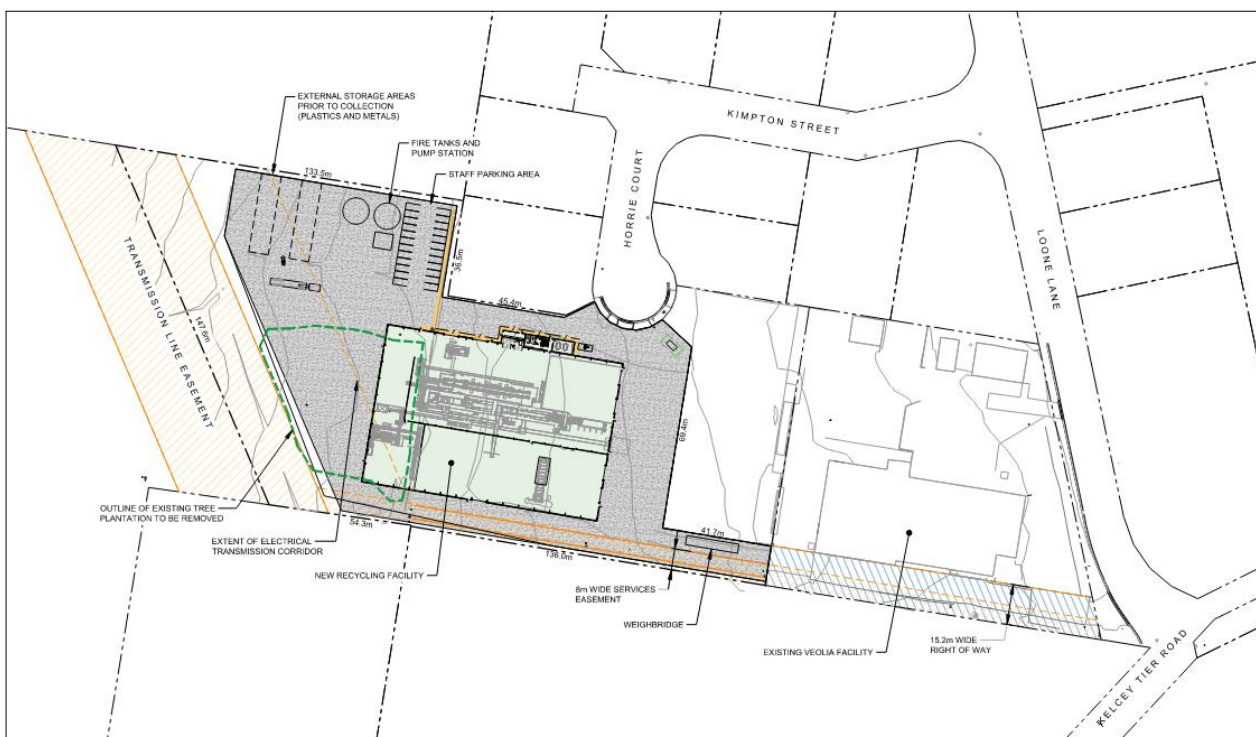 EXTERNAL STORAGE AREAS
PRIOR TO COLLECTION
(PLASTICS AND METALS)
FIRE TANKS AND
PUMP STATION
STAFF PARKING AREA
KIMPTON STREET
HORRIE COURT
LOONE LANE
133.5m
36.5m
45.4m
TRANSMISSION LINE EASEMENT
147.6m
69.4m
OUTLINE OF EXISTING TREE
PLANTATION TO BE REMOVED
54.3m
EXTENT OF ELECTRICAL
TRANSMISSION CORRIDOR
NEW RECYCLING FACILITY
136.0m
41.7m
8m WIDE SERVICES
EASEMENT
WEIGHBRIDGE
EXISTING VEOLIA FACILITY
15.2m WIDE
RIGHT OF WAY
KELCEY TIER ROAD